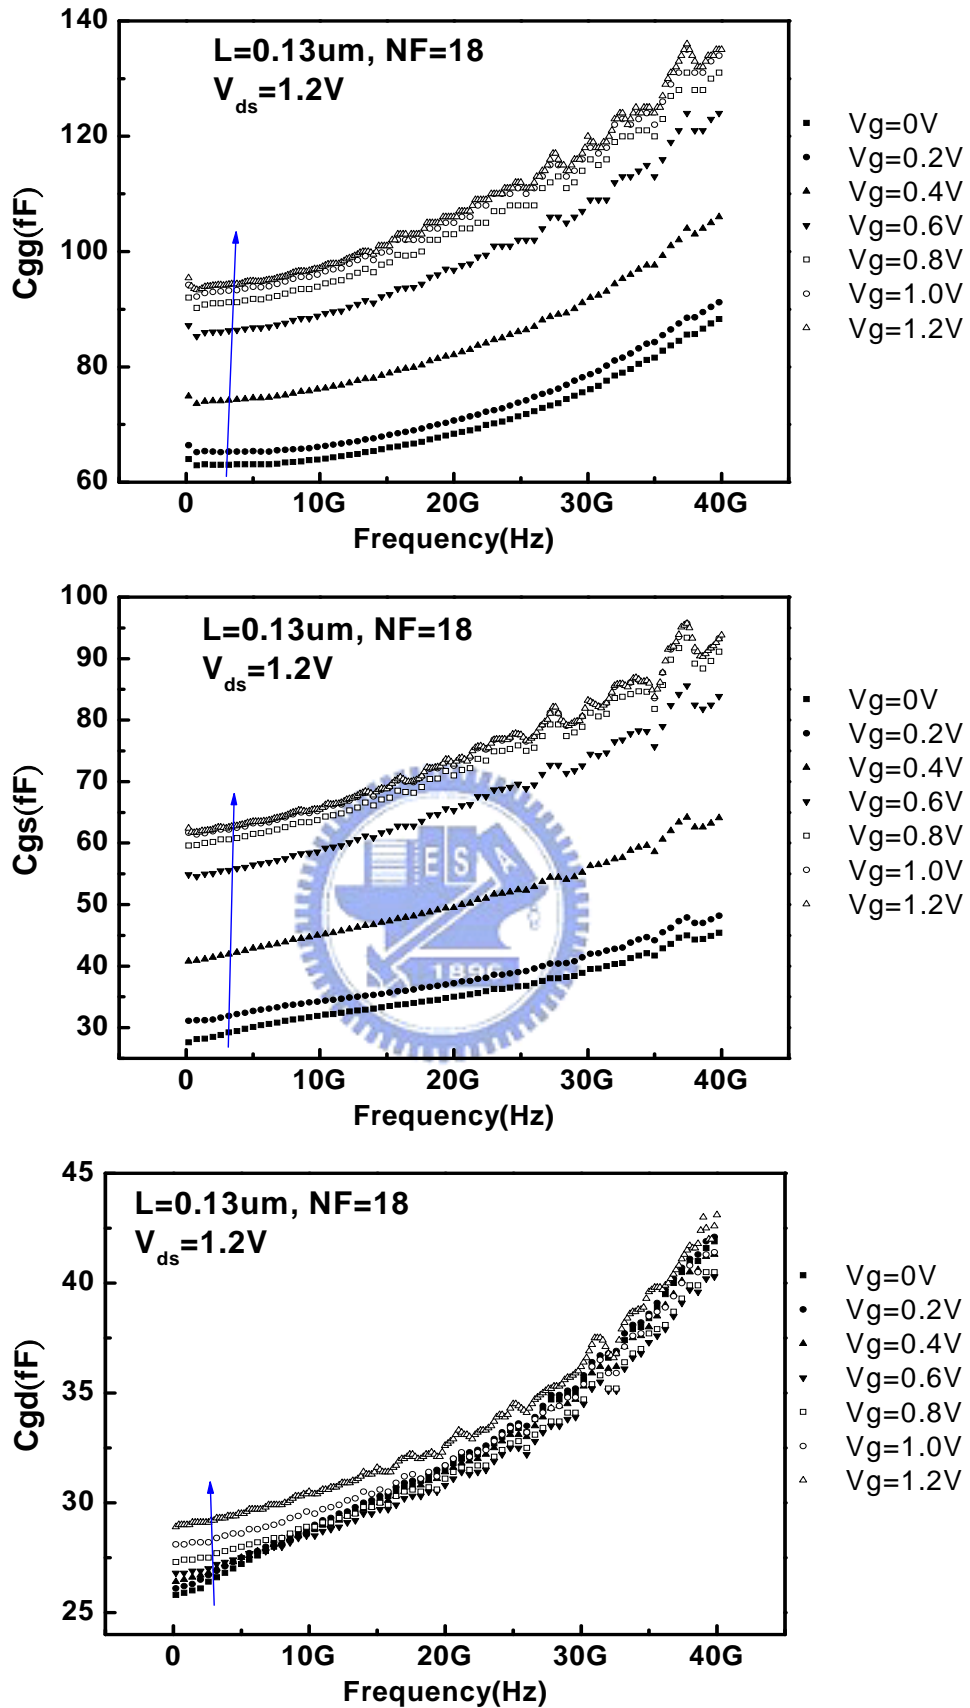 140
120
100
80
60
Cgg(fF)
L=0.13um, NF=18
Vds=1.2V
0 10G 20G 30G 40G
Frequency(Hz)
Vg=0V
Vg=0.2V
Vg=0.4V
Vg=0.6V
Vg=0.8V
Vg=1.0V
Vg=1.2V
100
90
80
70
60
50
40
30
Cgs(fF)
L=0.13um, NF=18
Vds=1.2V
ESA
1896
0 10G 20G 30G 40G
Frequency(Hz)
Vg=0V
Vg=0.2V
Vg=0.4V
Vg=0.6V
Vg=0.8V
Vg=1.0V
Vg=1.2V
45
40
35
30
25
Cgd(fF)
L=0.13um, NF=18
Vds=1.2V
0 10G 20G 30G 40G
Frequency(Hz)
Vg=0V
Vg=0.2V
Vg=0.4V
Vg=0.6V
Vg=0.8V
Vg=1.0V
Vg=1.2V